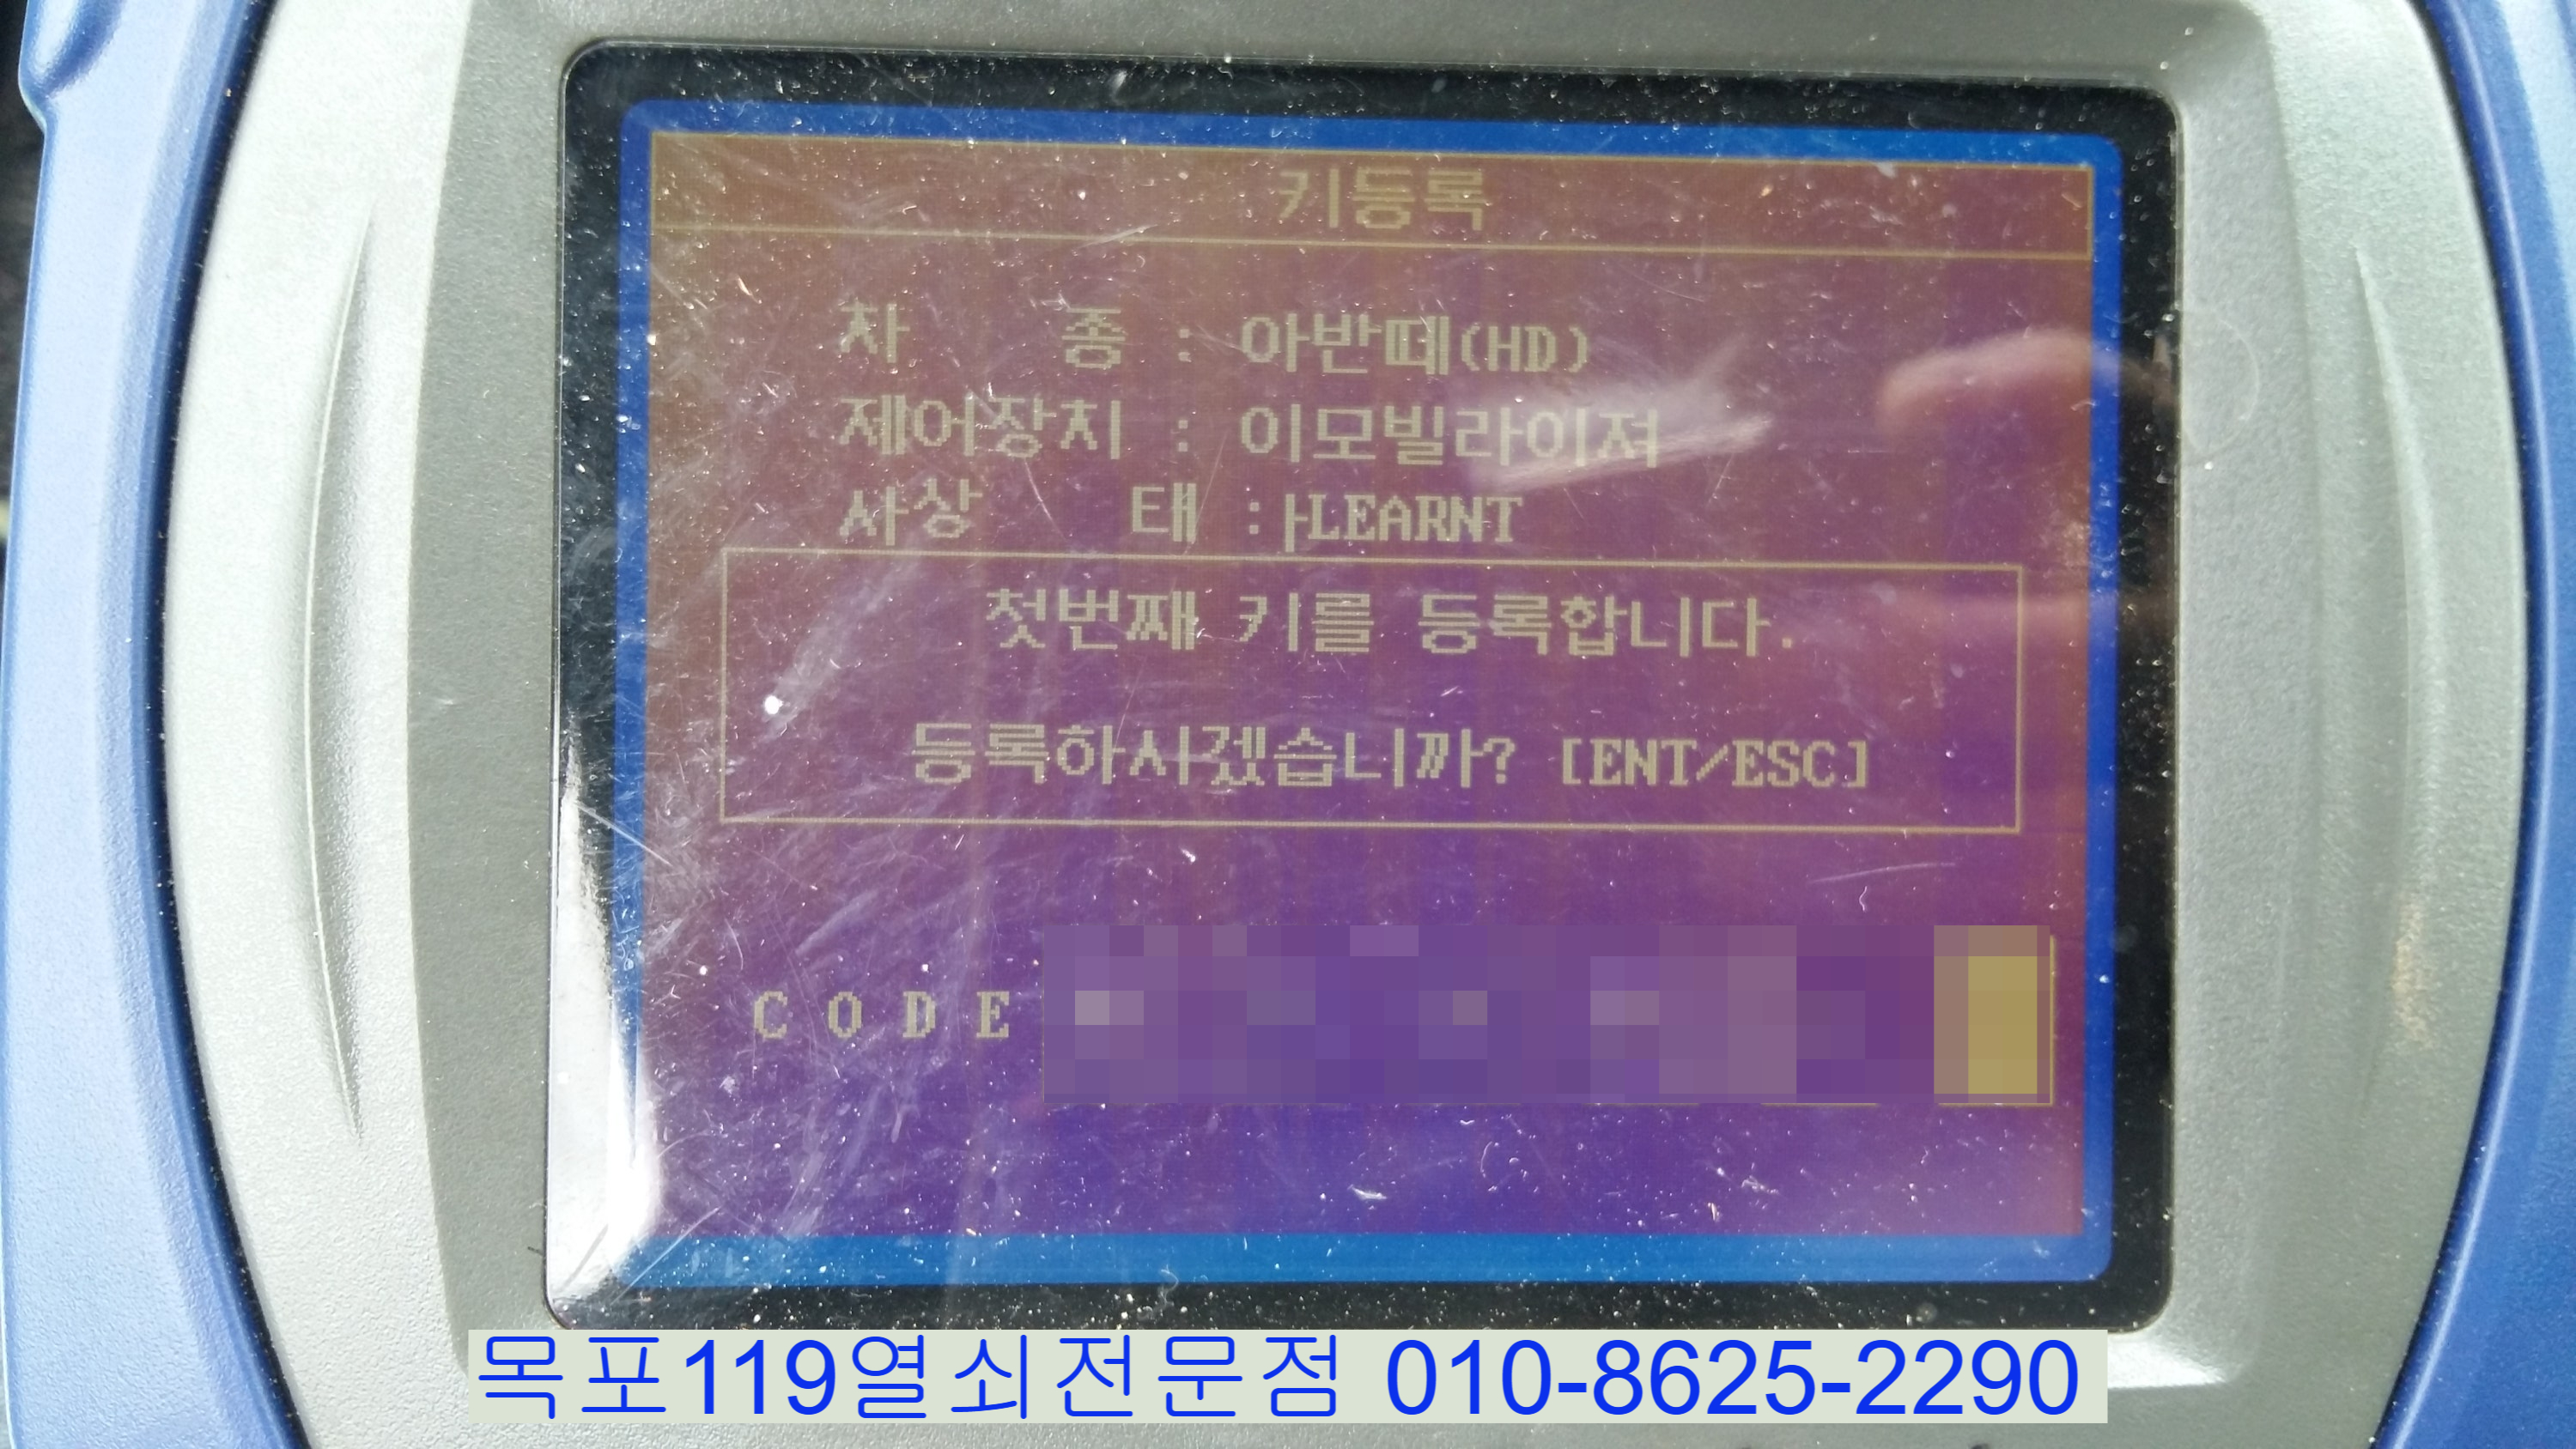 키등록
차 종 : 아반떼(HD)
제어장치 : 이모빌라이져
사상 태 :├LEARNT
첫번째 키를 등록합니다.
등록하시겠습니까? [ENT/ESC]
C O D E
목포119열쇠전문점 010-8625-2290